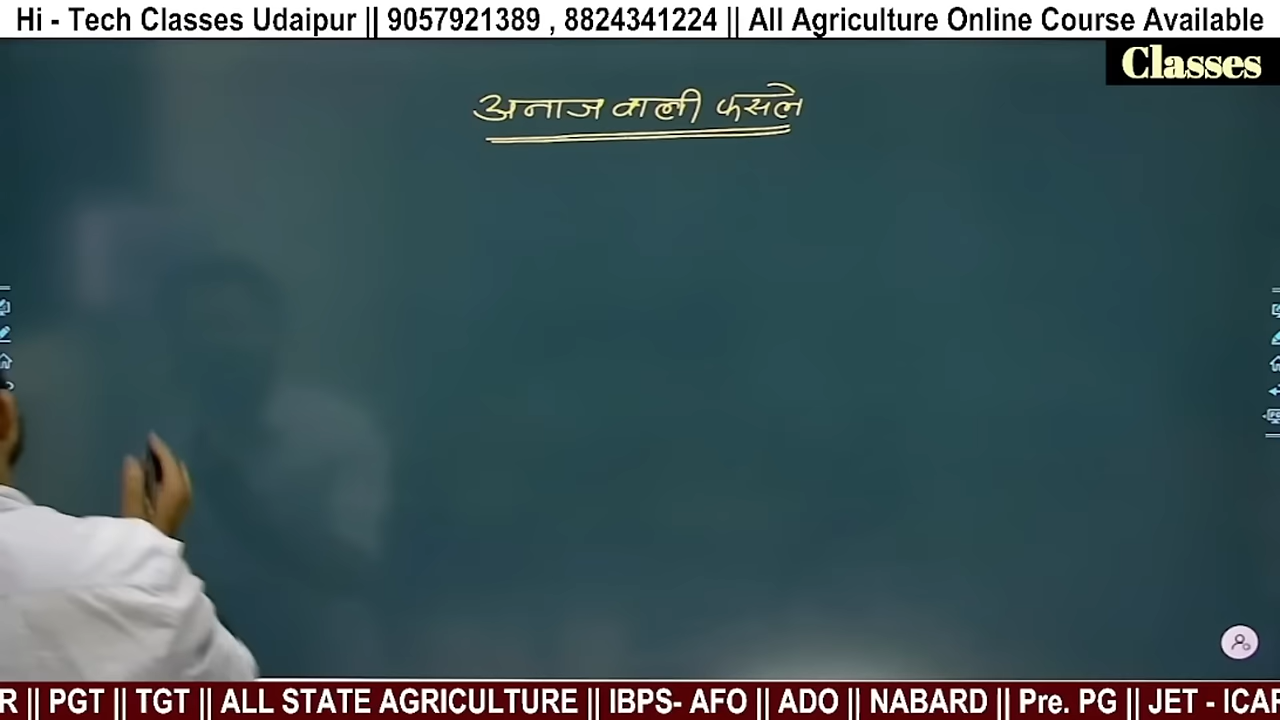 Hi - Tech Classes Udaipur || 9057921389 , 8824341224 || All Agriculture Online Course Available
Classes
अनाज वाली फसले
R || PGT || TGT || ALL STATE AGRICULTURE || IBPS- AFO || ADO || NABARD || Pre. PG || JET - ICAR